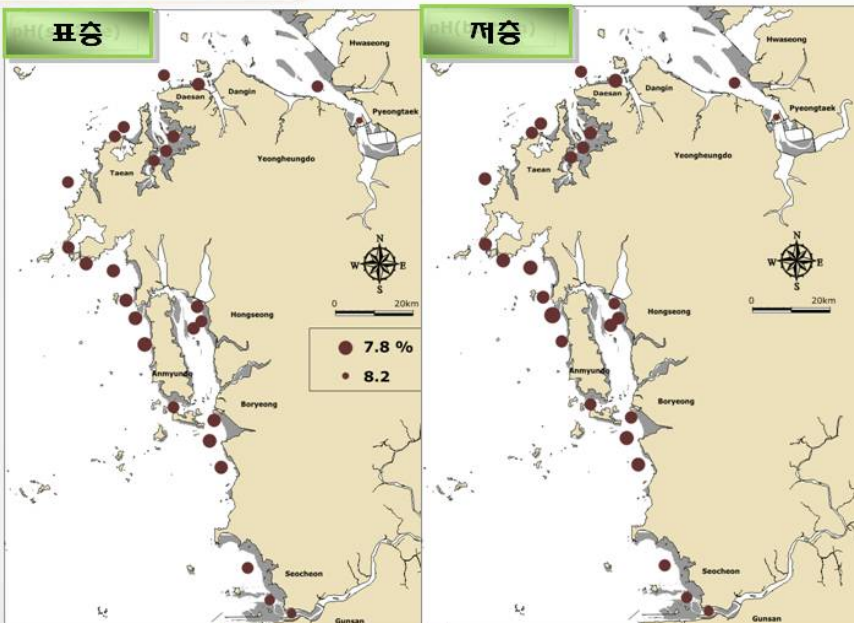 표층
Hwaseong
Daesan
Dangin
Pyeongtaek
Taean
Yeongheungdo
N
W E
S
0 20km
Hongseong
7.8 %
8.2
Anmyundo
Boryeong
Seocheon
Gunsan
저층
Hwaseong
Daesan
Dangin
Pyeongtaek
Taean
Yeongheungdo
N
W E
S
0 20km
Hongseong
Anmyundo
Boryeong
Seocheon
Gunsan